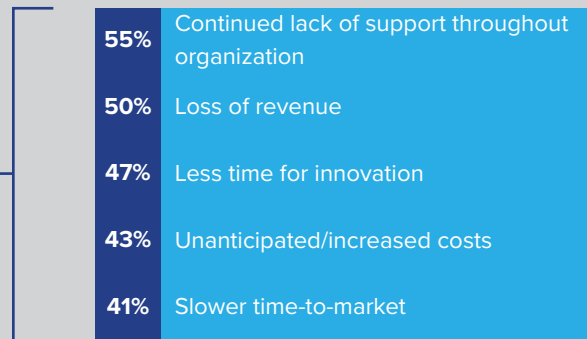 55% Continued lack of support throughout
organization
50% Loss of revenue
47% Less time for innovation
43% Unanticipated/increased costs
41% Slower time-to-market